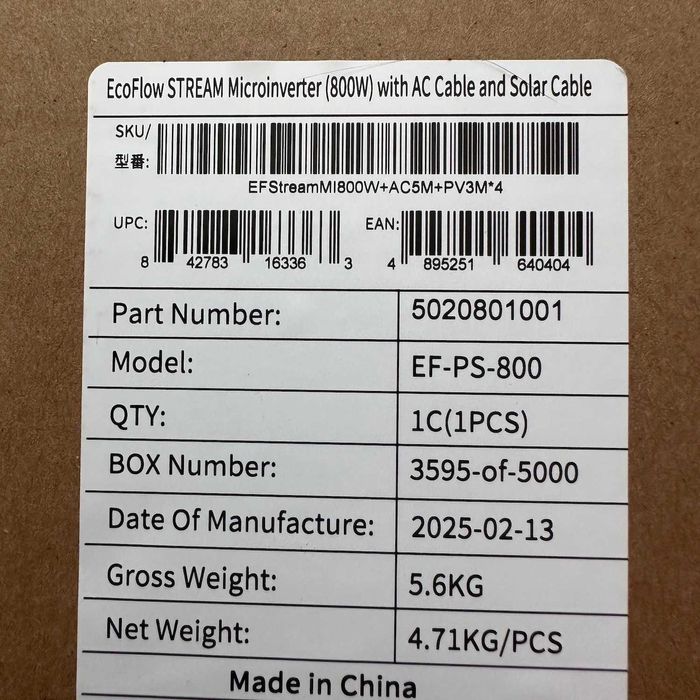 EcoFlow STREAM Microinverter (800W) with AC Cable and Solar Cable
SKU/
型番:
EFStreamMI800W+AC5M+PV3M*4
UPC: 8 42783 16336 3 EAN: 4 895251 640404
Part Number: 5020801001
Model: EF-PS-800
QTY: 1C(1PCS)
BOX Number: 3595-of-5000
Date Of Manufacture: 2025-02-13
Gross Weight: 5.6KG
Net Weight: 4.71KG/PCS
Made in China